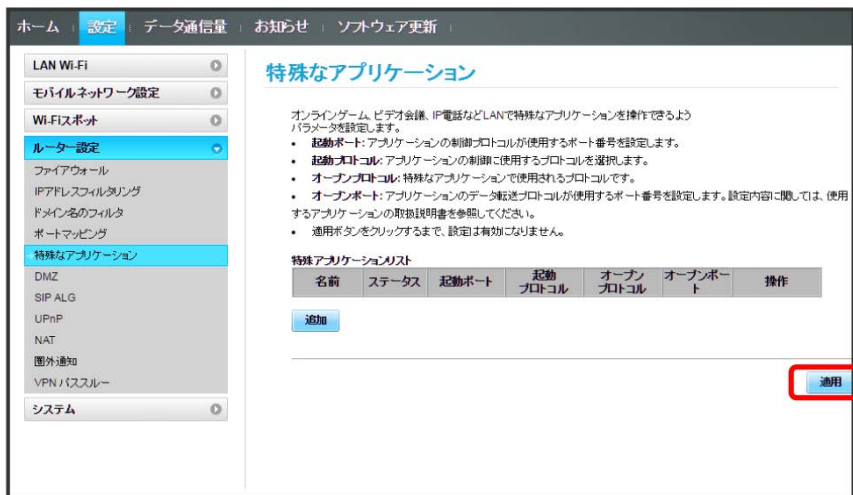 ホーム 設定 データ通信量 お知らせ ソフトウェア更新
LAN Wi-Fi
モバイルネットワーク設定
Wi-Fiスポット
ルーター設定
ファイアウォール
IPアドレスフィルタリング
ドメイン名のフィルタ
ポートマッピング
特殊なアプリケーション
DMZ
SIP ALG
UPnP
NAT
圏外通知
VPN パススルー
システム
特殊なアプリケーション
オンラインゲーム、ビデオ会議、IP電話などLANで特殊なアプリケーションを操作できるよう
パラメータを設定します。
• 起動ポート: アプリケーションの制御プロトコルが使用するポート番号を設定します。
• 起動プロトコル: アプリケーションの制御に使用するプロトコルを選択します。
• オープンプロトコル: 特殊なアプリケーションで使用されるプロトコルです。
• オープンポート: アプリケーションのデータ転送プロトコルが使用するポート番号を設定します。設定内容に関しては、使用
するアプリケーションの取扱説明書を参照してください。
• 適用ボタンをクリックするまで、設定は有効になりません。
特殊アプリケーションリスト
名前 ステータス 起動ポート 起動 オープン オープンポー 操作
プロトコル プロトコル ト
追加
適用